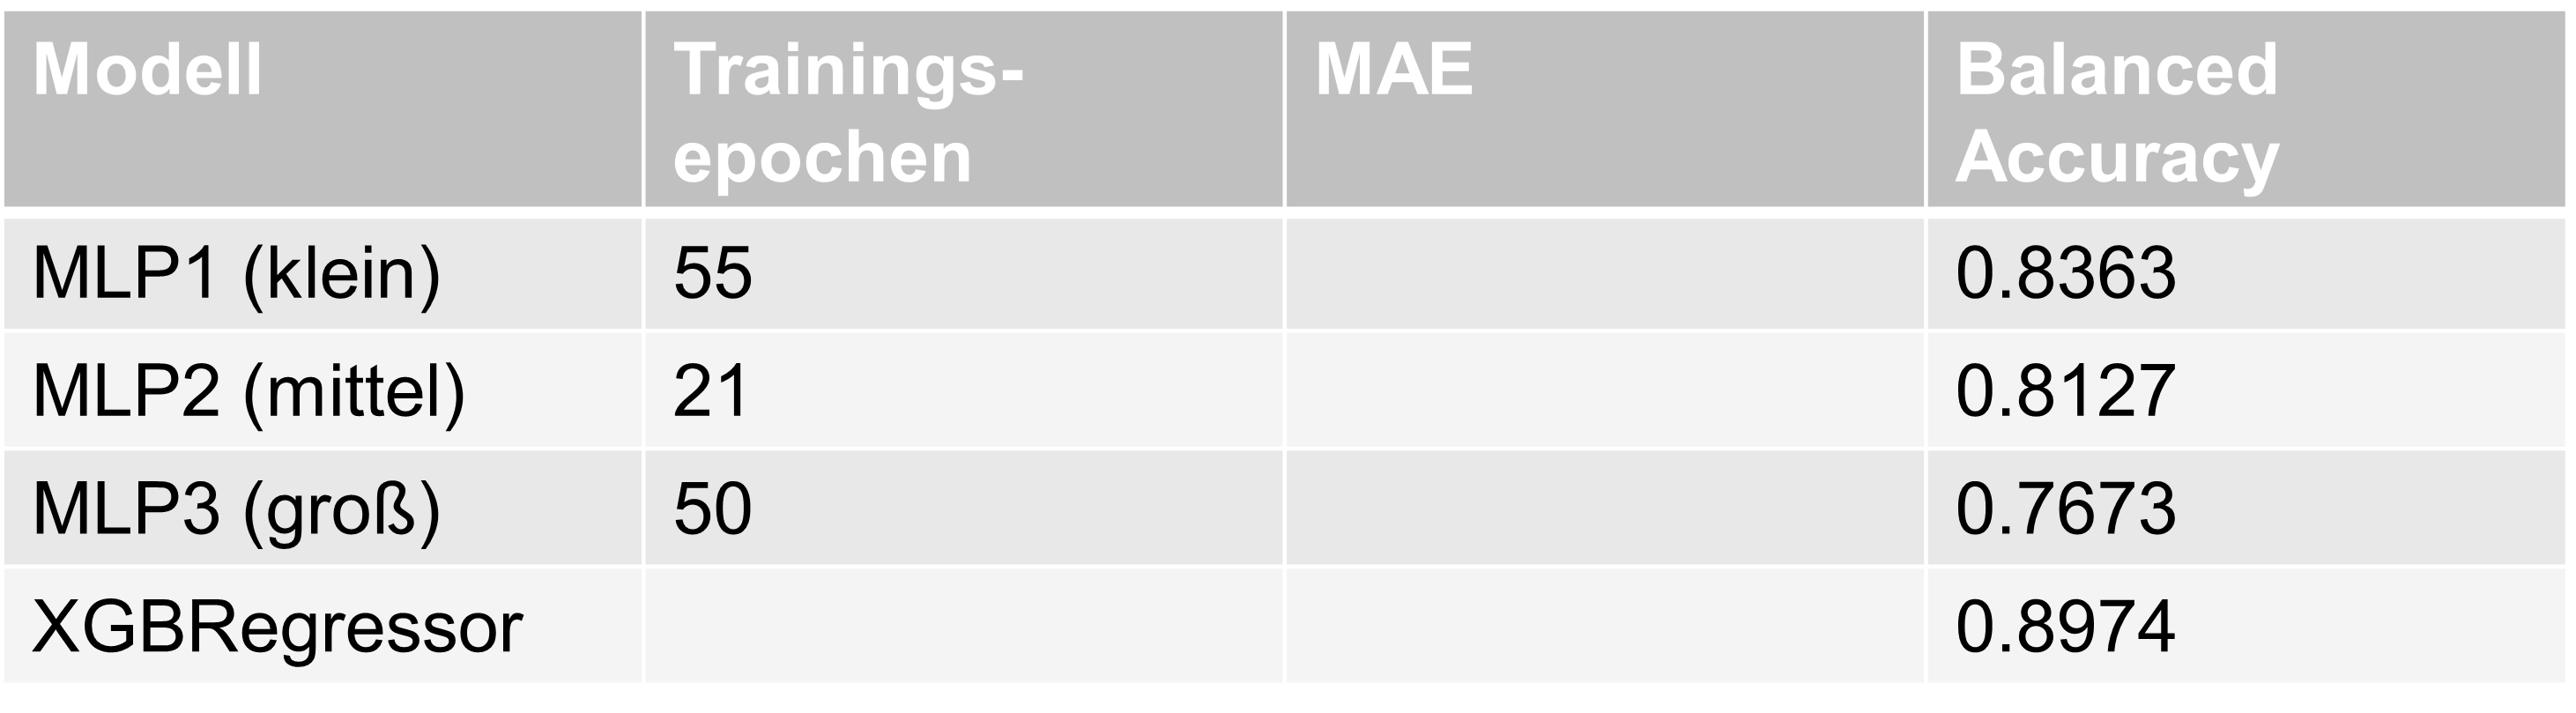 Modell Trainings- MAE Balanced
epochen Accuracy
MLP1 (klein) 55 0.8363
MLP2 (mittel) 21 0.8127
MLP3 (groß) 50 0.7673
XGBRegressor 0.8974